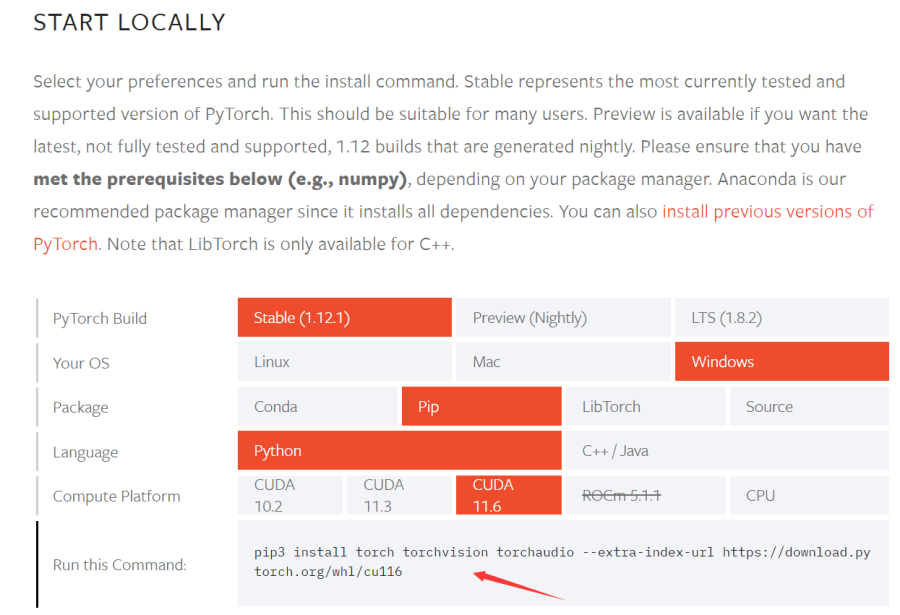 START LOCALLY
Select your preferences and run the install command. Stable represents the most currently tested and
supported version of PyTorch. This should be suitable for many users. Preview is available if you want the
latest, not fully tested and supported, 1.12 builds that are generated nightly. Please ensure that you have
met the prerequisites below (e.g., numpy), depending on your package manager. Anaconda is our
recommended package manager since it installs all dependencies. You can also install previous versions of
PyTorch. Note that LibTorch is only available for C++.
PyTorch Build Stable (1.12.1) Preview (Nightly) LTS (1.8.2)
Your OS Linux Mac Windows
Package Conda Pip LibTorch Source
Language Python C++ / Java
Compute Platform CUDA 10.2 CUDA 11.3 CUDA 11.6 ROCm 5.1.1 CPU
Run this Command: pip3 install torch torchvision torchaudio --extra-index-url https://download.py
torch.org/whl/cu116